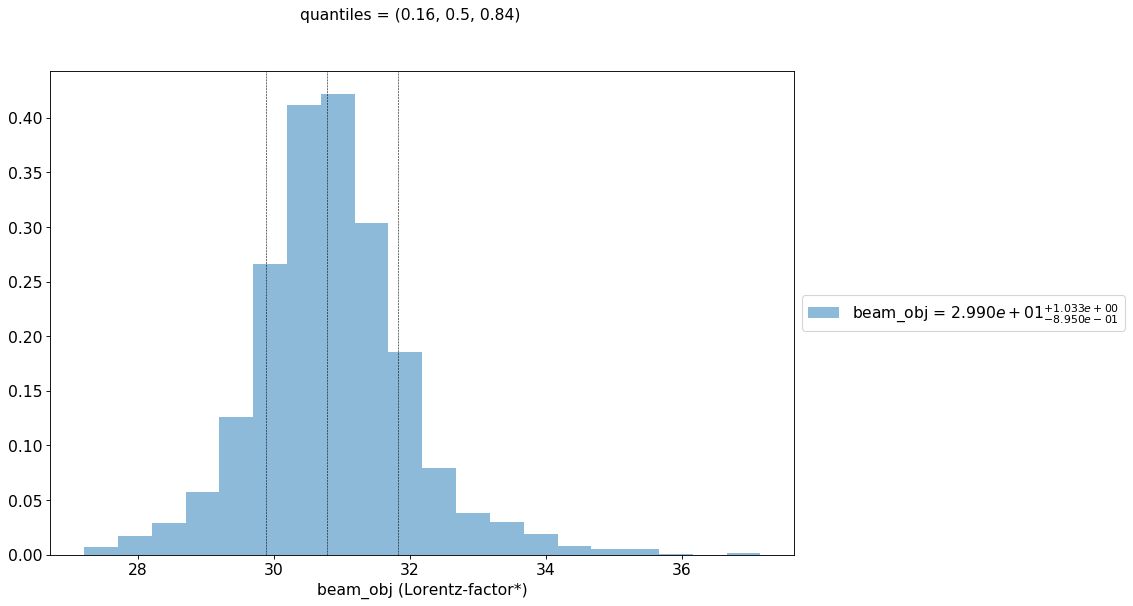 quantiles = (0.16, 0.5, 0.84)
0.40
0.35
0.30
0.25
0.20
0.15
0.10
0.05
0.00
28 30 32 34 36
beam_obj (Lorentz-factor*)
beam_obj = 2.990e + 01 +1.033e + 00 −8.950e − 01